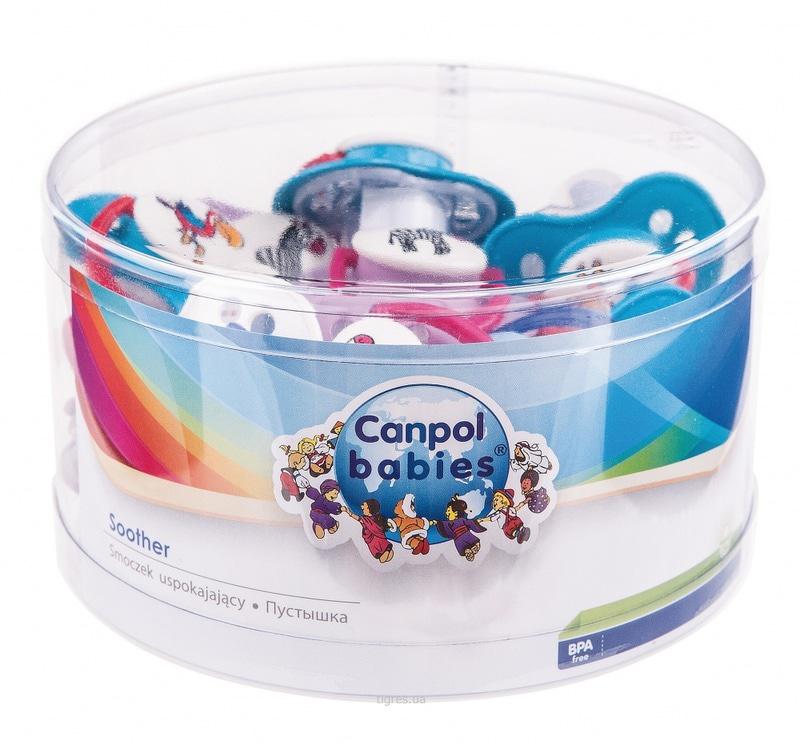 Canpol
babies®
Soother
Smoczek uspokajający • Пустышка
BPA
free
tigres.ua